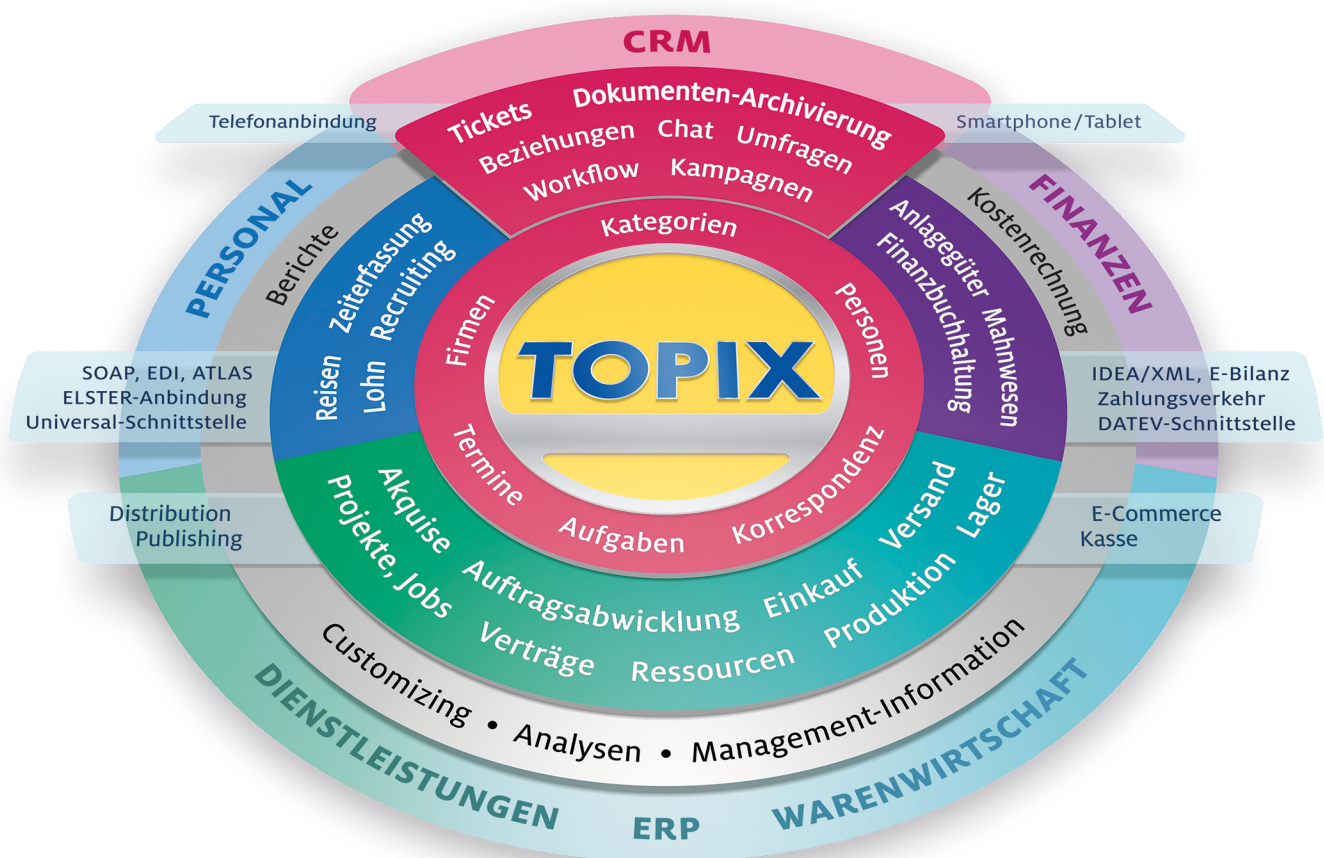 CRM
Tickets
Dokumenten-Archivierung
Beziehungen
Chat
Umfragen
Workflow
Kampagnen
Telefonanbindung
Smartphone/Tablet
PERSONAL
Berichte
Reisen
Zeiterfassung
Lohn
Recruiting
Kategorien
Firmen
Personen
TOPIX
Termine
Aufgaben
Korrespondenz
Anlagegüter
Mahnwesen
Finanzbuchhaltung
Kostenrechnung
FINANZEN
SOAP, EDI, ATLAS
ELSTER-Anbindung
Universal-Schnittstelle
IDEA/XML, E-Bilanz
Zahlungsverkehr
DATEV-Schnittstelle
Distribution
Publishing
E-Commerce
Kasse
Akquise
Projekte, Jobs
Auftragsabwicklung
Verträge
Ressourcen
Einkauf
Versand
Produktion
Lager
Customizing • Analysen • Management-Information
DIENSTLEISTUNGEN
ERP
WARENWIRTSCHAFT